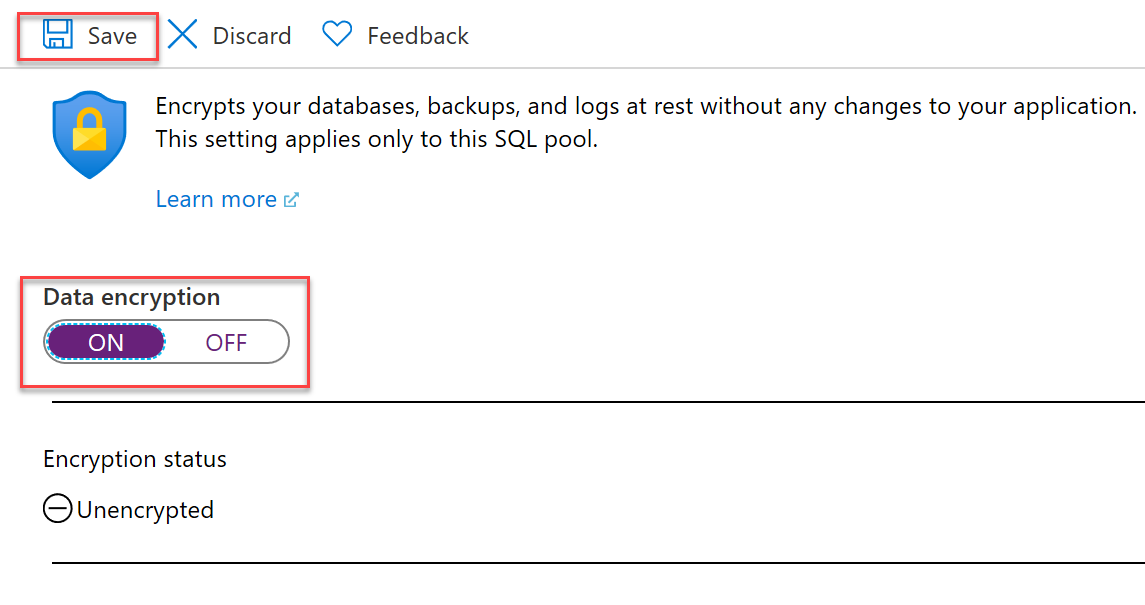 Save Discard Feedback
Encrypts your databases, backups, and logs at rest without any changes to your application.
This setting applies only to this SQL pool.
Learn more
Data encryption
ON OFF
Encryption status
Unencrypted